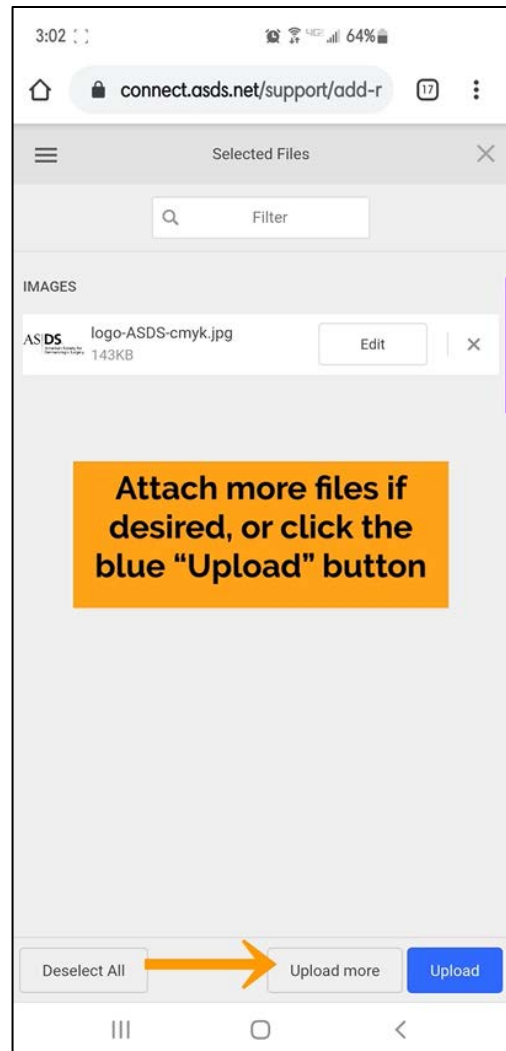 3:02 64%
connect.asds.net/support/add-r 17
Selected Files
Filter
IMAGES
ASDS logo-ASDS-cmyk.jpg Edit
143KB
Attach more files if
desired, or click the
blue “Upload” button
Deselect All Upload more Upload